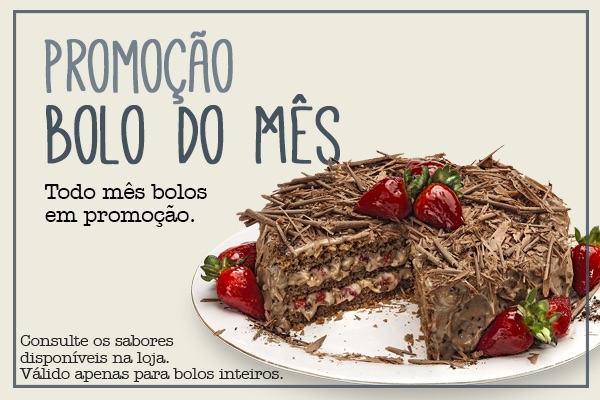 PROMOÇÃO
BOLO DO MÊS
Todo mês bolos
em promoção.
Consulte os sabores
disponíveis na loja.
Válido apenas para bolos inteiros.